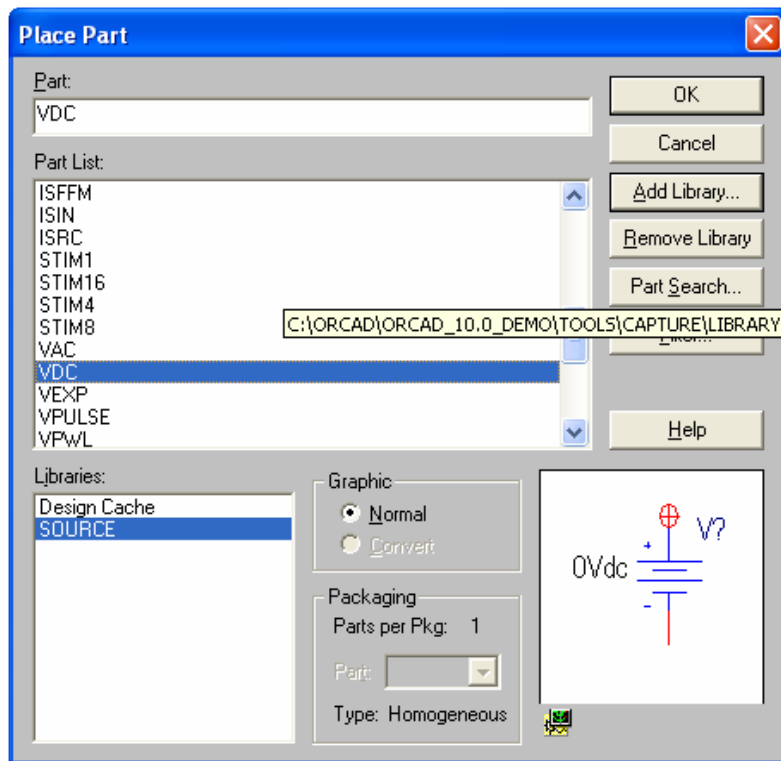 Place Part
Part:
VDC
OK
Cancel
Part List:
ISFFM
ISIN
ISRC
STIM1
STIM16
STIM4
STIM8
VAC
VDC
VEXP
VPULSE
VPWL
Add Library...
Remove Library
Part Search...
C:\ORCAD\ORCAD_10.0_DEMO\TOOLS\CAPTURE\LIBRARY
Help
Libraries:
Design Cache
SOURCE
Graphic
Normal
Convert
Packaging
Parts per Pkg: 1
Part:
Type: Homogeneous
V?
+
0Vdc
-